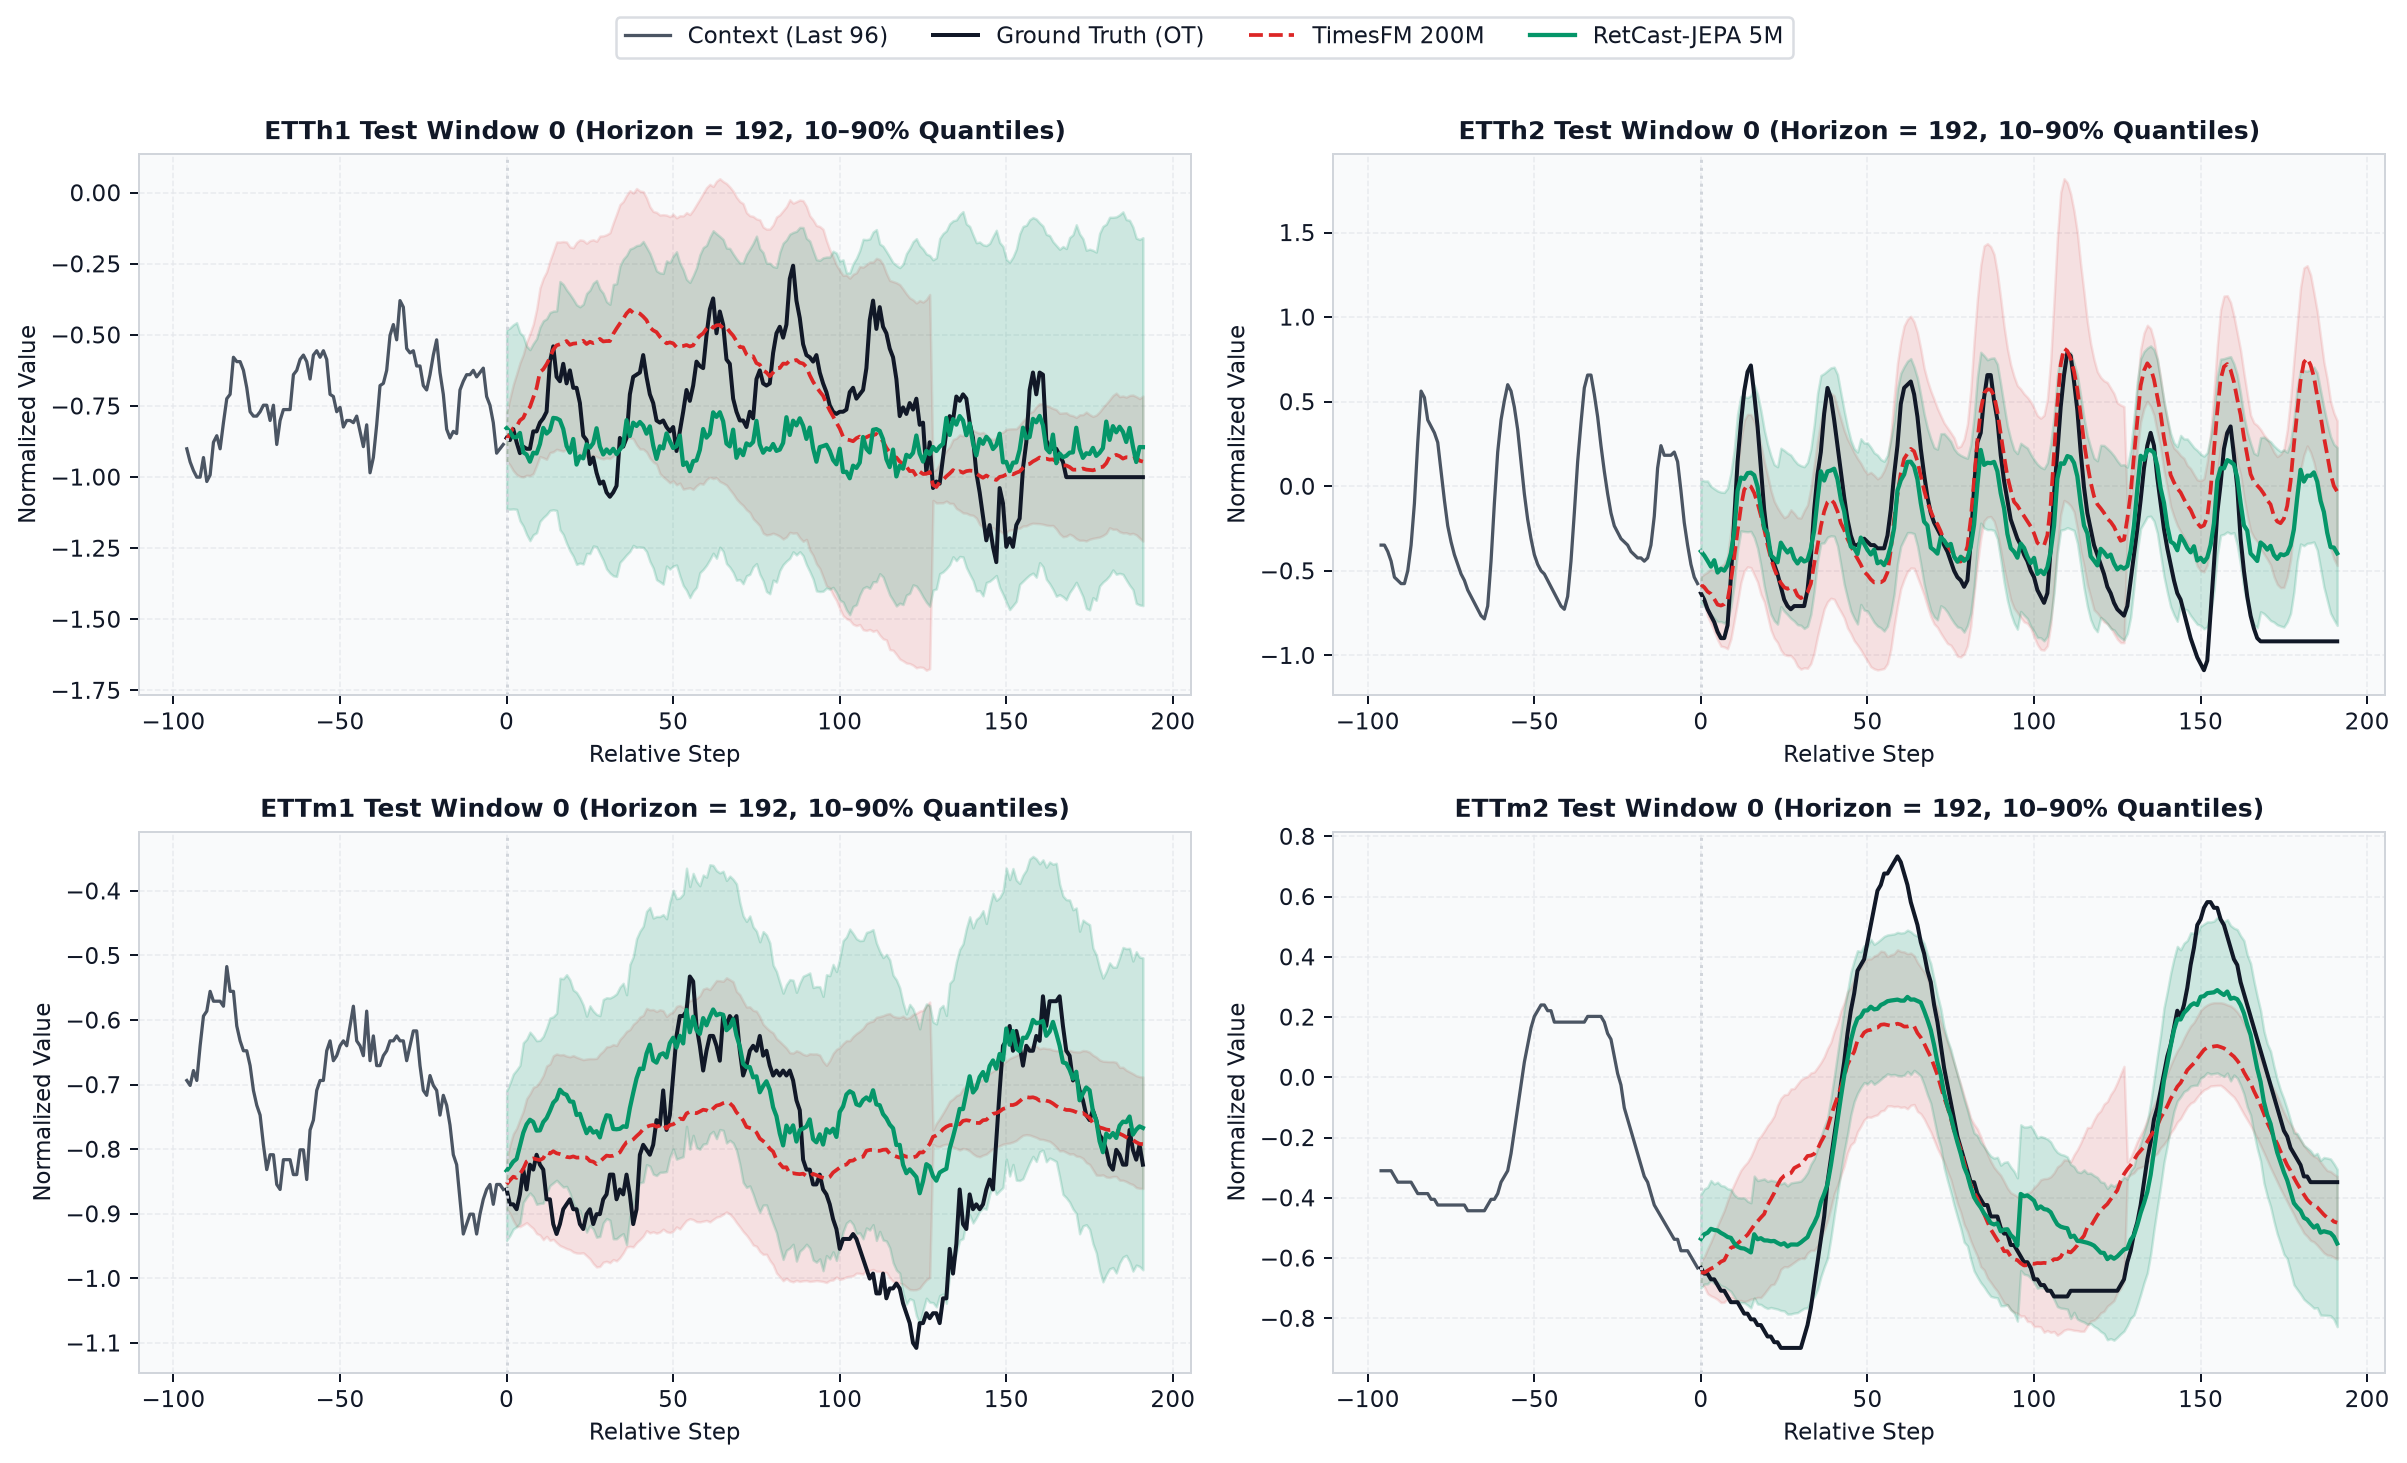 Context (Last 96) Ground Truth (OT) TimesFM 200M RetCast-JEPA 5M
ETTh1 Test Window 0 (Horizon = 192, 10–90% Quantiles)
Normalized Value
0.00
−0.25
−0.50
−0.75
−1.00
−1.25
−1.50
−1.75
−100 −50 0 50 100 150 200
Relative Step
ETTh2 Test Window 0 (Horizon = 192, 10–90% Quantiles)
Normalized Value
1.5
1.0
0.5
0.0
−0.5
−1.0
−100 −50 0 50 100 150 200
Relative Step
ETTm1 Test Window 0 (Horizon = 192, 10–90% Quantiles)
Normalized Value
−0.4
−0.5
−0.6
−0.7
−0.8
−0.9
−1.0
−1.1
−100 −50 0 50 100 150 200
Relative Step
ETTm2 Test Window 0 (Horizon = 192, 10–90% Quantiles)
Normalized Value
0.8
0.6
0.4
0.2
0.0
−0.2
−0.4
−0.6
−0.8
−100 −50 0 50 100 150 200
Relative Step